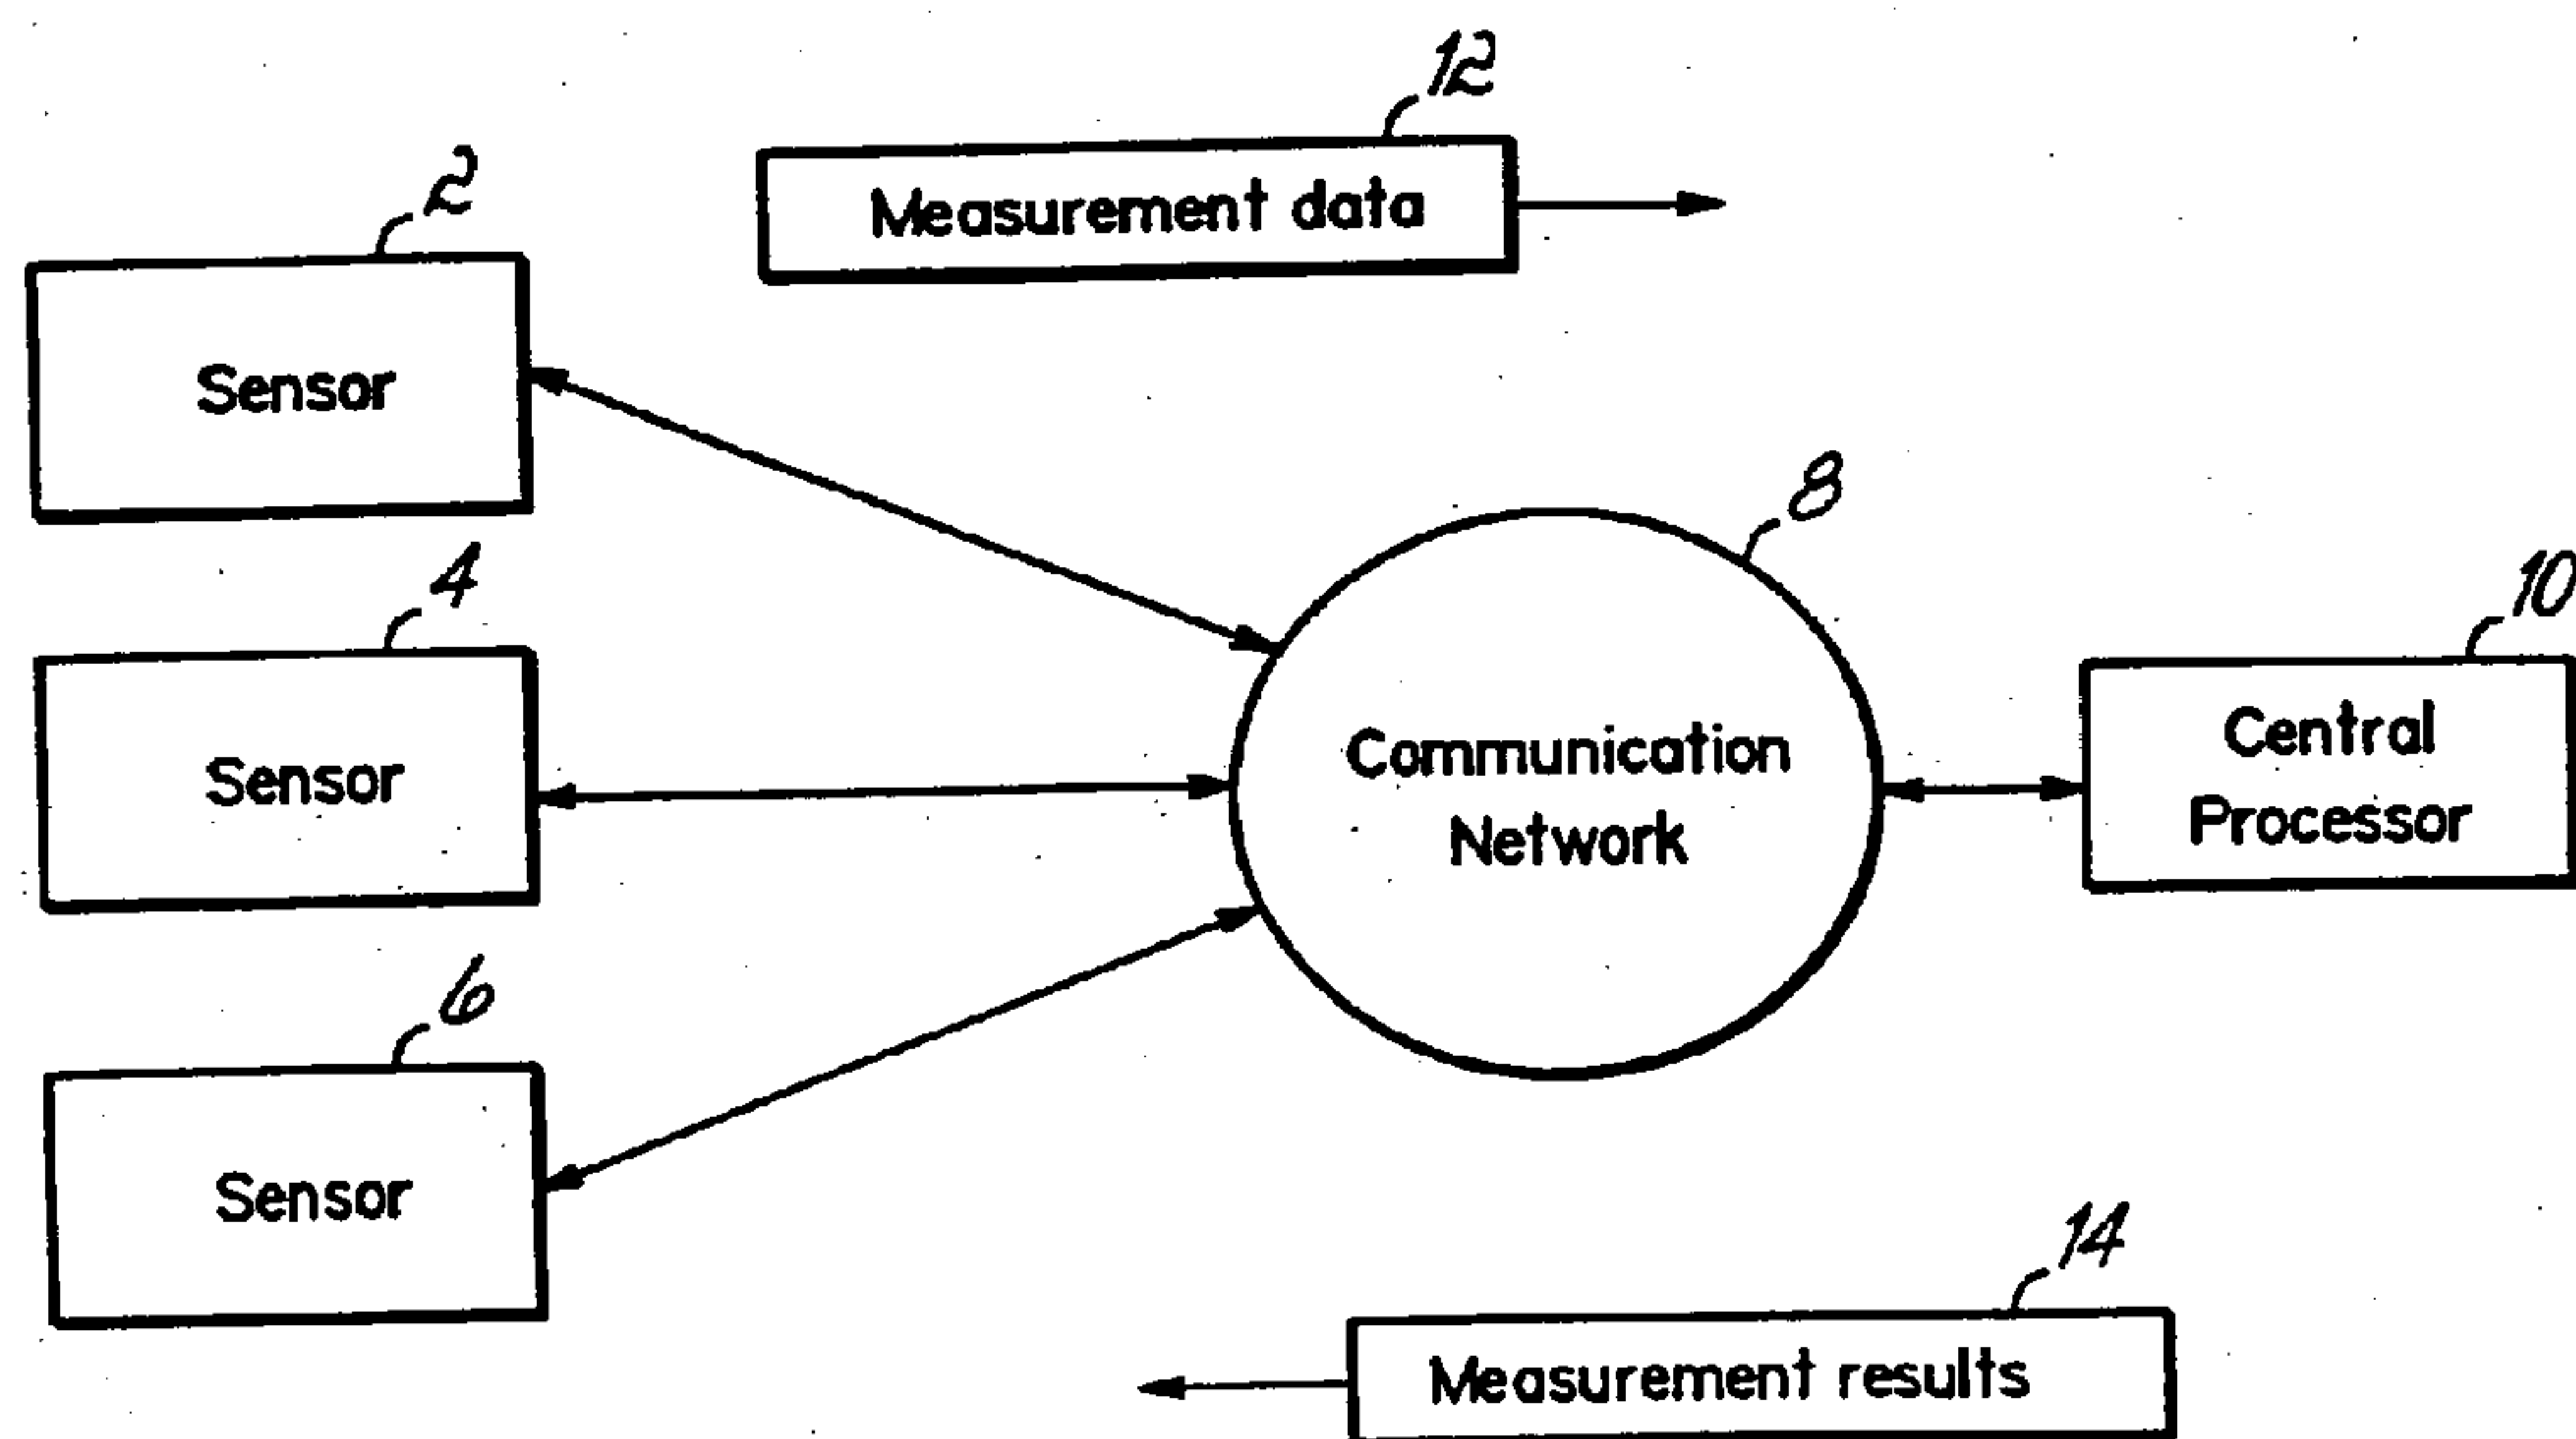 12
Measurement data
2
Sensor
8
4
Sensor
Communication
Network
10
Central
Processor
6
Sensor
14
Measurement results